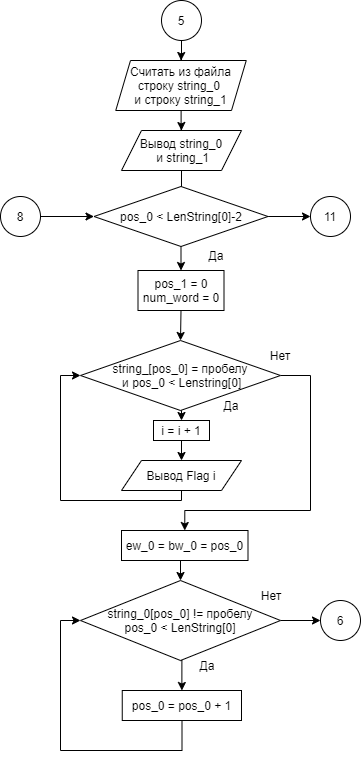 5
Считать из файла
строку string_0
и строку string_1
Вывод string_0
и string_1
8
pos_0 < LenString[0]-2
11
Да
pos_1 = 0
num_word = 0
Нет
string_[pos_0] = пробелу
и pos_0 < Lenstring[0]
Да
i = i + 1
Вывод Flag i
ew_0 = bw_0 = pos_0
Нет
string_0[pos_0] != пробелу
pos_0 < LenString[0]
6
Да
pos_0 = pos_0 + 1